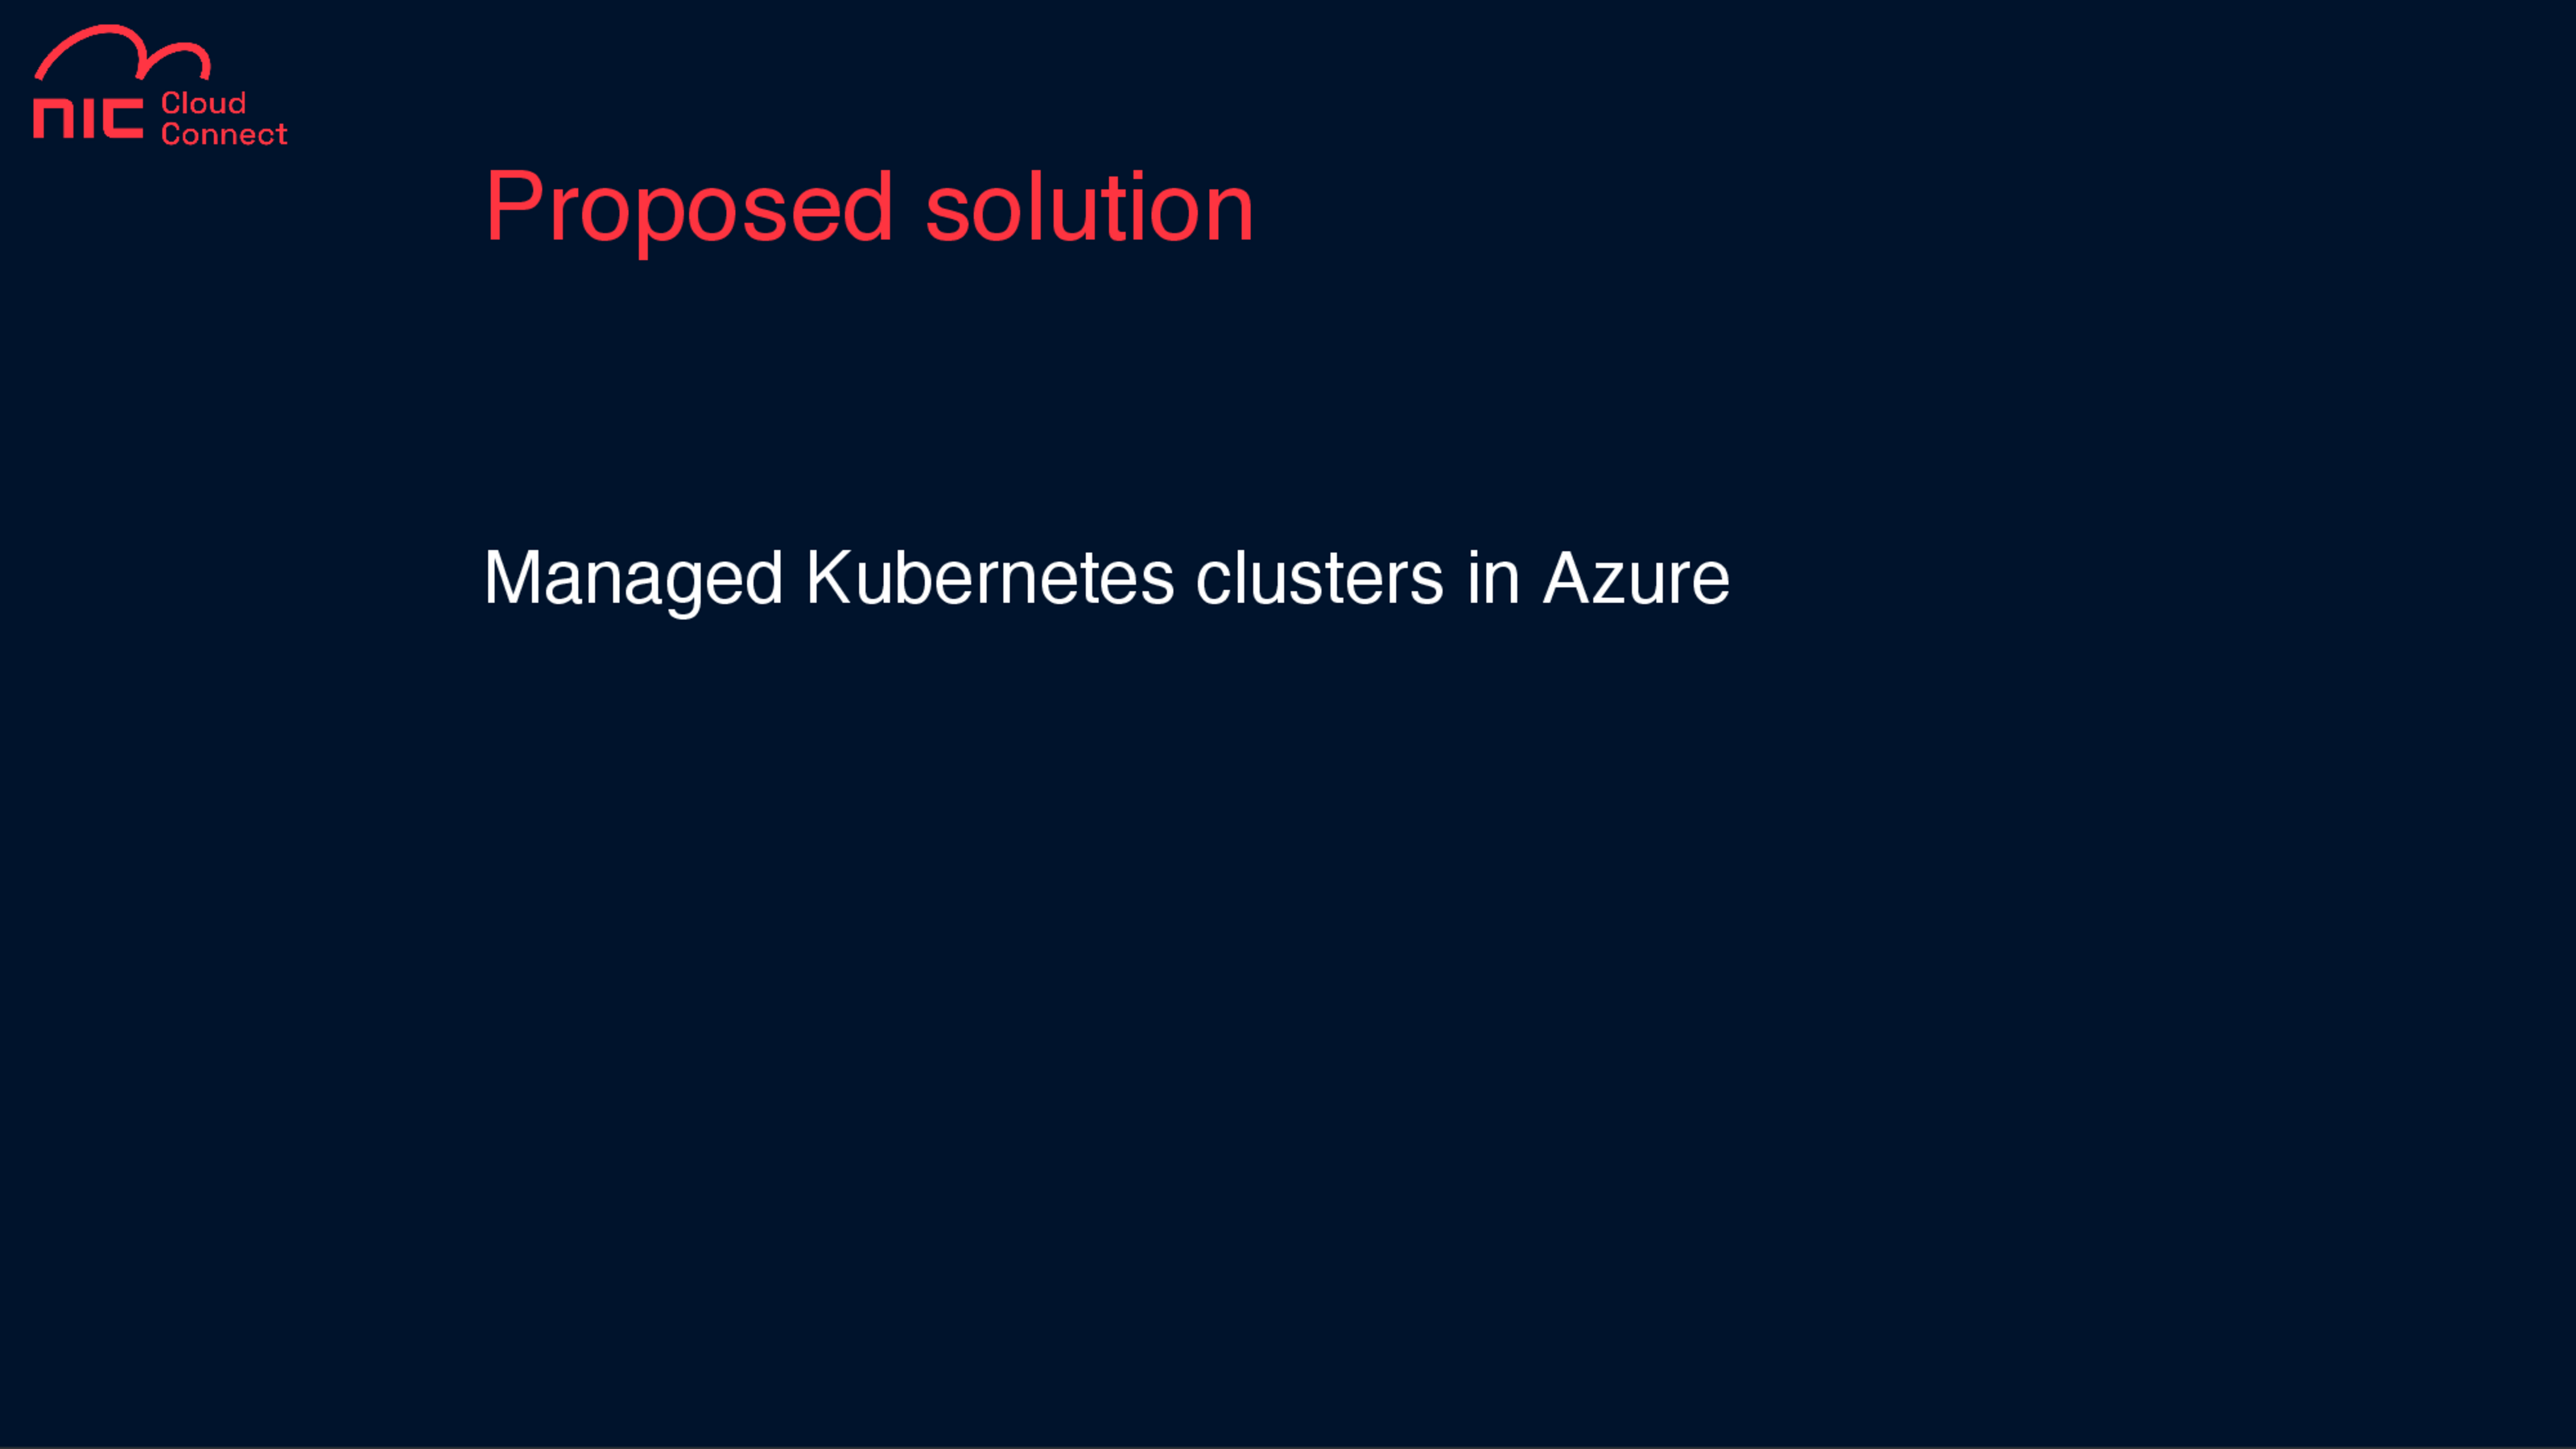 NIC Cloud
Connect
Proposed solution
Managed Kubernetes clusters in Azure